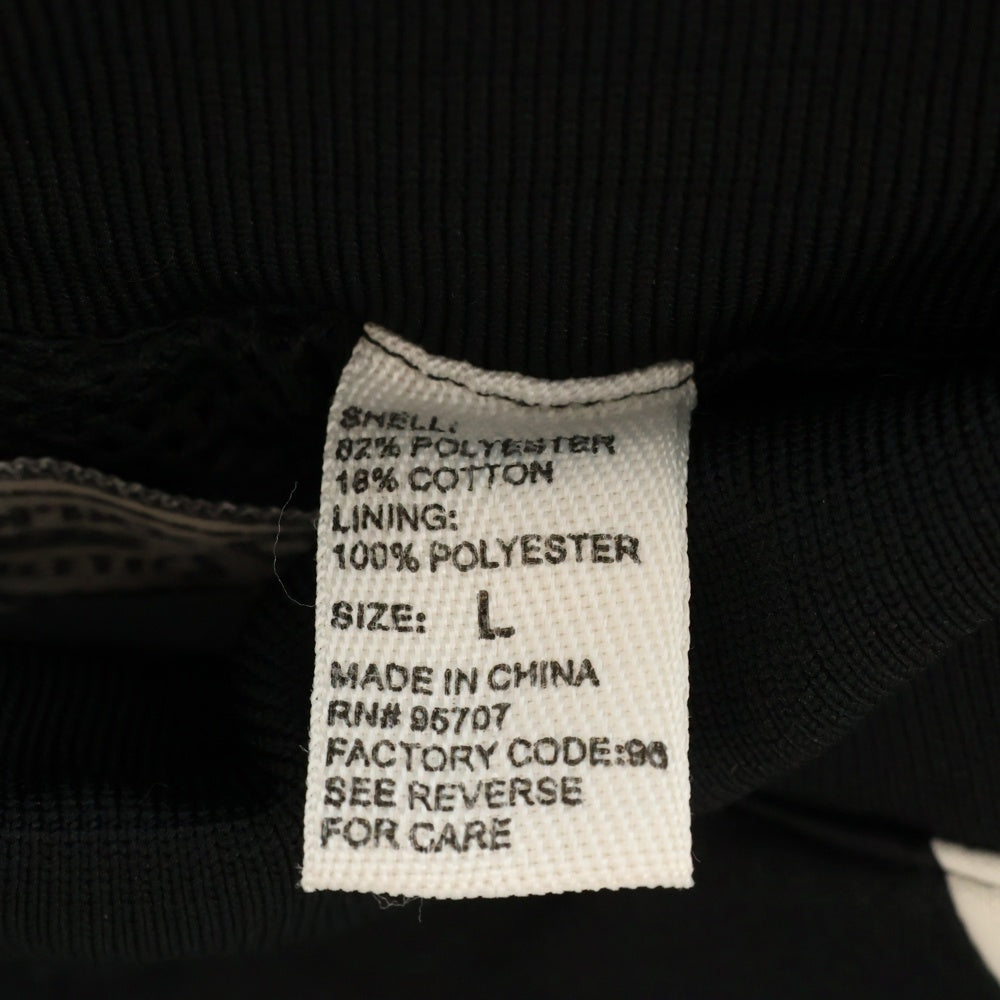 SHELL:
82% POLYESTER
18% COTTON
LINING:
100% POLYESTER
SIZE: L
MADE IN CHINA
RN# 95707
FACTORY CODE:96
SEE REVERSE
FOR CARE